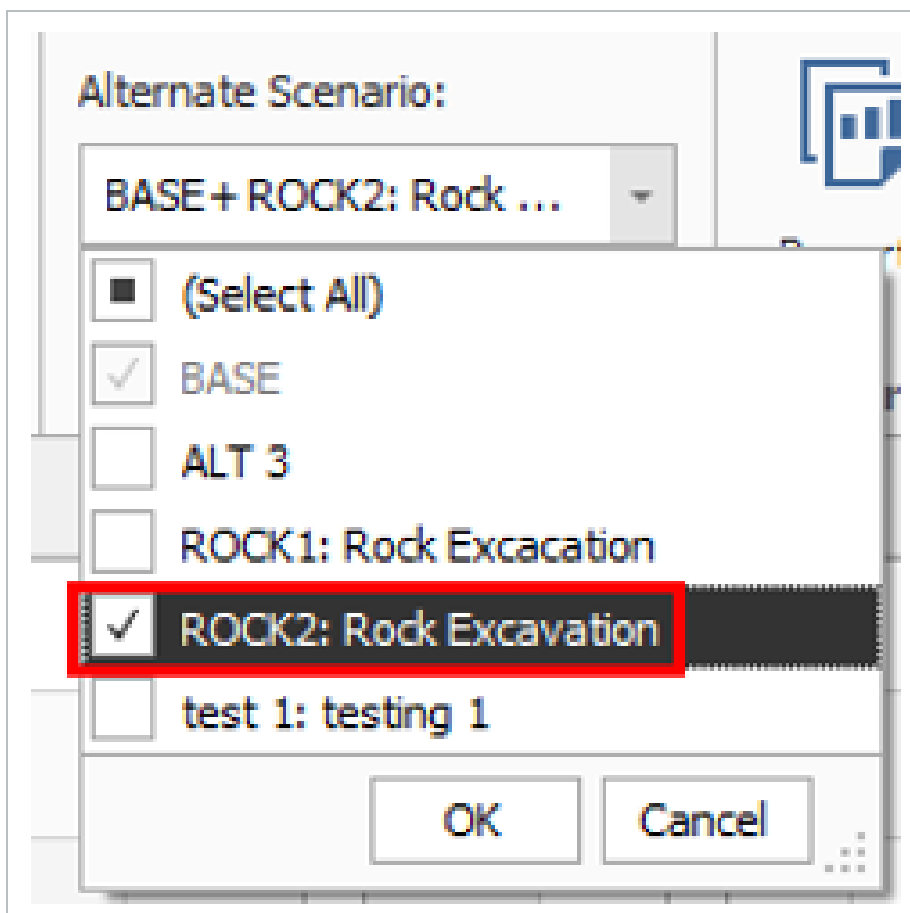 Alternate Scenario:
BASE + ROCK2: Rock ...
(Select All)
BASE
ALT 3
ROCK1: Rock Excacation
ROCK2: Rock Excavation
test 1: testing 1
OK Cancel